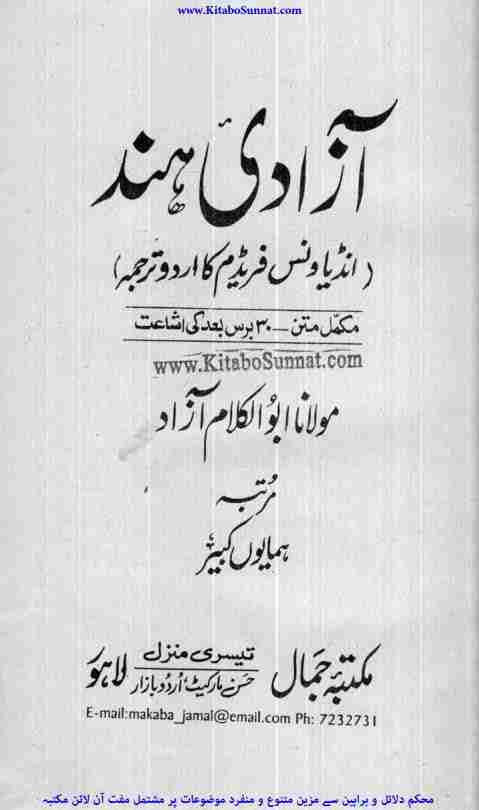 www.KitaboSunnat.com
آزادیٔ ہند
(انڈیا ونس فریڈم کا اردو ترجمہ)
مکمل متن - ۳۰ برس بعد کی اشاعت
www.KitaboSunnat.com
مولانا ابوُالکلام آزاد
مُرتبہ
ہمایوں کبیر
مکتبۂ جمال تیسری منزل لاہور
حسن مارکیٹ اُردو بازار
E-mail:makaba_jamal@email.com Ph: 7232731
محکم دلائل و براہین سے مزین متنوع و منفرد موضوعات پر مشتمل مفت آن لائن مکتبہ